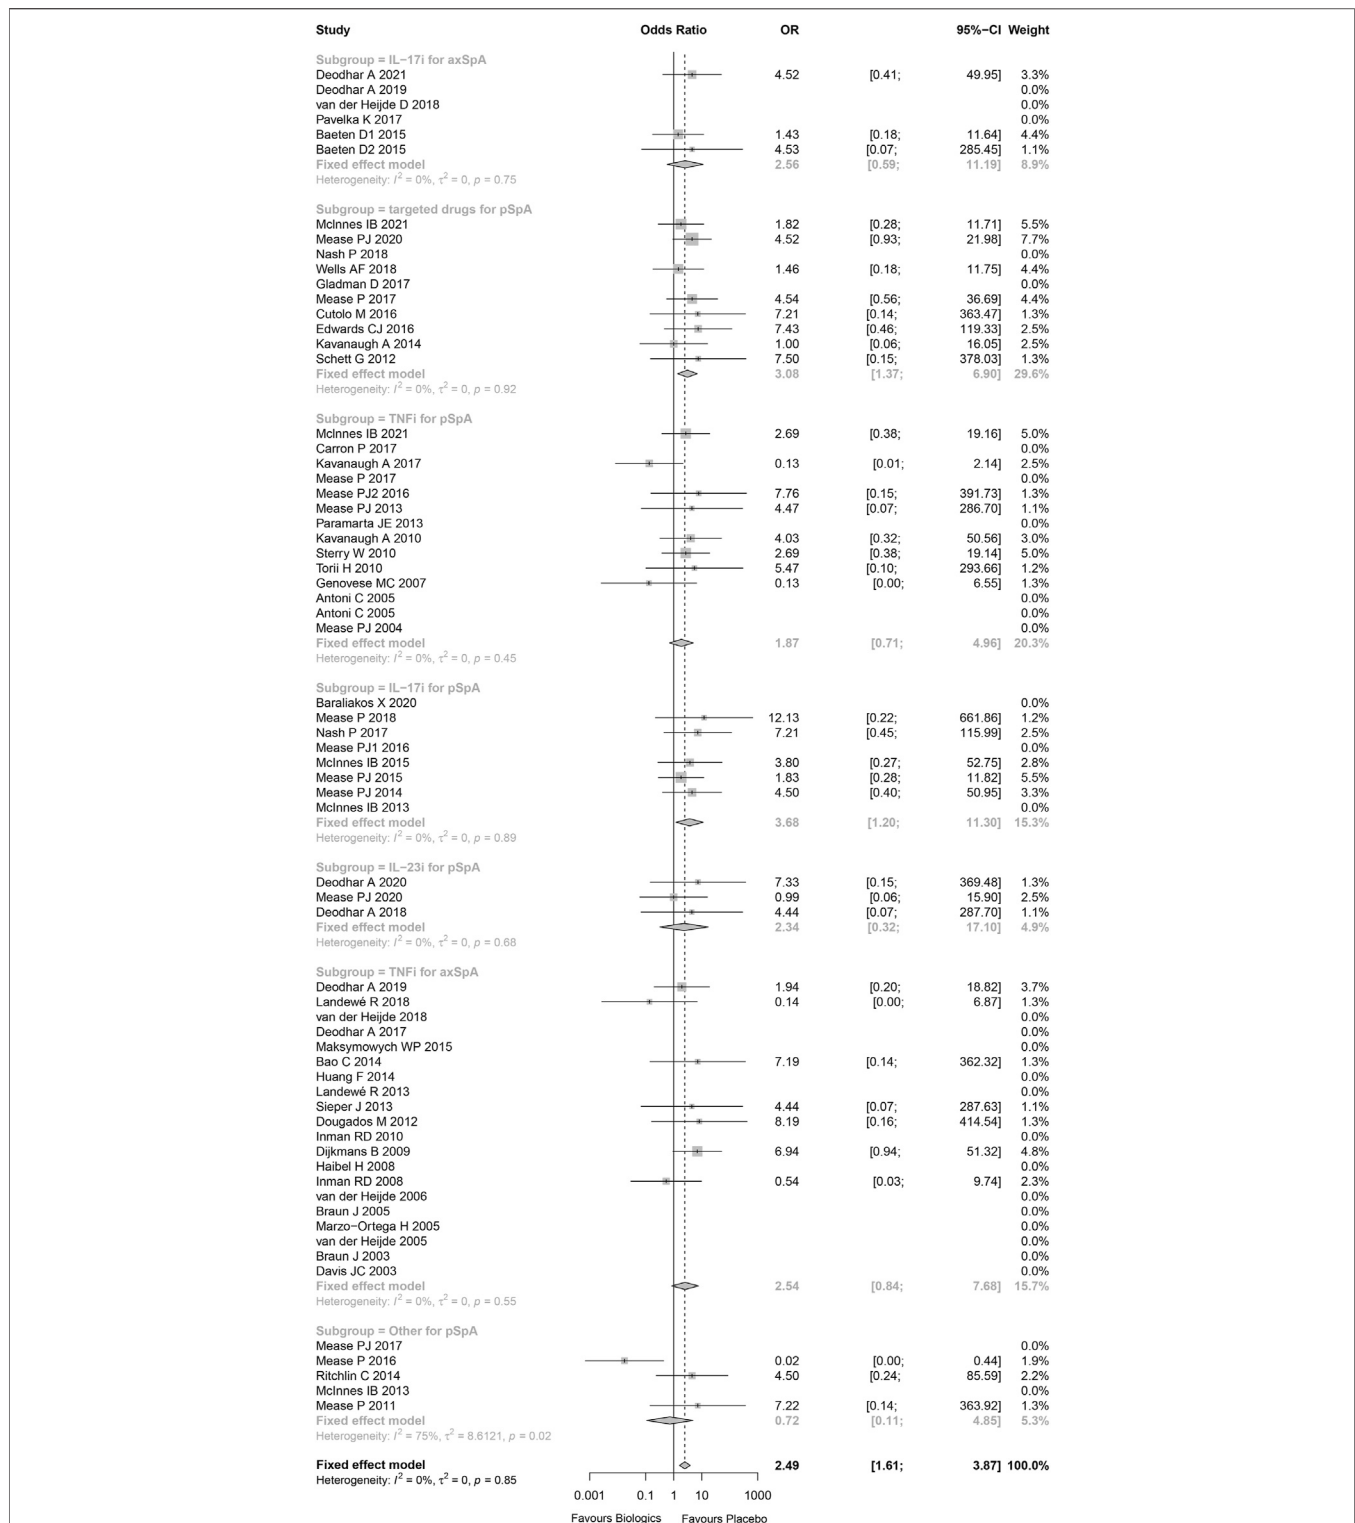 Study Odds Ratio OR 95%−CI Weight
Subgroup = IL−17i for axSpA
Deodhar A 2021 4.52 [0.41; 49.95] 3.3%
Deodhar A 2019 0.0%
van der Heijde D 2018 0.0%
Pavelka K 2017 0.0%
Baeten D1 2015 1.43 [0.18; 11.64] 4.4%
Baeten D2 2015 4.53 [0.07; 285.45] 1.1%
Fixed effect model 2.56 [0.59; 11.19] 8.9%
Heterogeneity: I² = 0%, τ² = 0, p = 0.75
Subgroup = targeted drugs for pSpA
McInnes IB 2021 1.82 [0.28; 11.71] 5.5%
Mease PJ 2020 4.52 [0.93; 21.98] 7.7%
Nash P 2018 0.0%
Wells AF 2018 1.46 [0.18; 11.75] 4.4%
Gladman D 2017 0.0%
Mease P 2017 4.54 [0.56; 36.69] 4.4%
Cutolo M 2016 7.21 [0.14; 363.47] 1.3%
Edwards CJ 2016 7.43 [0.46; 119.33] 2.5%
Kavanaugh A 2014 1.00 [0.06; 16.05] 2.5%
Schett G 2012 7.50 [0.15; 378.03] 1.3%
Fixed effect model 3.08 [1.37; 6.90] 29.6%
Heterogeneity: I² = 0%, τ² = 0, p = 0.92
Subgroup = TNFi for pSpA
McInnes IB 2021 2.69 [0.38; 19.16] 5.0%
Carron P 2017 0.0%
Kavanaugh A 2017 0.13 [0.01; 2.14] 2.5%
Mease P 2017 0.0%
Mease PJ2 2016 7.76 [0.15; 391.73] 1.3%
Mease PJ 2013 4.47 [0.07; 286.70] 1.1%
Paramarta JE 2013 0.0%
Kavanaugh A 2010 4.03 [0.32; 50.56] 3.0%
Sterry W 2010 2.69 [0.38; 19.14] 5.0%
Torii H 2010 5.47 [0.10; 293.66] 1.2%
Genovese MC 2007 0.13 [0.00; 6.55] 1.3%
Antoni C 2005 0.0%
Antoni C 2005 0.0%
Mease PJ 2004 0.0%
Fixed effect model 1.87 [0.71; 4.96] 20.3%
Heterogeneity: I² = 0%, τ² = 0, p = 0.45
Subgroup = IL−17i for pSpA
Baraliakos X 2020 0.0%
Mease P 2018 12.13 [0.22; 661.86] 1.2%
Nash P 2017 7.21 [0.45; 115.99] 2.5%
Mease PJ1 2016 0.0%
McInnes IB 2015 3.80 [0.27; 52.75] 2.8%
Mease PJ 2015 1.83 [0.28; 11.82] 5.5%
Mease PJ 2014 4.50 [0.40; 50.95] 3.3%
McInnes IB 2013 0.0%
Fixed effect model 3.68 [1.20; 11.30] 15.3%
Heterogeneity: I² = 0%, τ² = 0, p = 0.89
Subgroup = IL−23i for pSpA
Deodhar A 2020 7.33 [0.15; 369.48] 1.3%
Mease PJ 2020 0.99 [0.06; 15.90] 2.5%
Deodhar A 2018 4.44 [0.07; 287.70] 1.1%
Fixed effect model 2.34 [0.32; 17.10] 4.9%
Heterogeneity: I² = 0%, τ² = 0, p = 0.68
Subgroup = TNFi for axSpA
Deodhar A 2019 1.94 [0.20; 18.82] 3.7%
Landewé R 2018 0.14 [0.00; 6.87] 1.3%
van der Heijde 2018 0.0%
Deodhar A 2017 0.0%
Maksymowych WP 2015 0.0%
Bao C 2014 7.19 [0.14; 362.32] 1.3%
Huang F 2014 0.0%
Landewé R 2013 0.0%
Sieper J 2013 4.44 [0.07; 287.63] 1.1%
Dougados M 2012 8.19 [0.16; 414.54] 1.3%
Inman RD 2010 0.0%
Dijkmans B 2009 6.94 [0.94; 51.32] 4.8%
Haibel H 2008 0.0%
Inman RD 2008 0.54 [0.03; 9.74] 2.3%
van der Heijde 2006 0.0%
Braun J 2005 0.0%
Marzo−Ortega H 2005 0.0%
van der Heijde 2005 0.0%
Braun J 2003 0.0%
Davis JC 2003 0.0%
Fixed effect model 2.54 [0.84; 7.68] 15.7%
Heterogeneity: I² = 0%, τ² = 0, p = 0.55
Subgroup = Other for pSpA
Mease PJ 2017 0.0%
Mease P 2016 0.02 [0.00; 0.44] 1.9%
Ritchlin C 2014 4.50 [0.24; 85.59] 2.2%
McInnes IB 2013 0.0%
Mease P 2011 7.22 [0.14; 363.92] 1.3%
Fixed effect model 0.72 [0.11; 4.85] 5.3%
Heterogeneity: I² = 75%, τ² = 8.6121, p = 0.02
Fixed effect model 2.49 [1.61; 3.87] 100.0%
Heterogeneity: I² = 0%, τ² = 0, p = 0.85
0.001 0.1 1 10 1000
Favours Biologics Favours Placebo